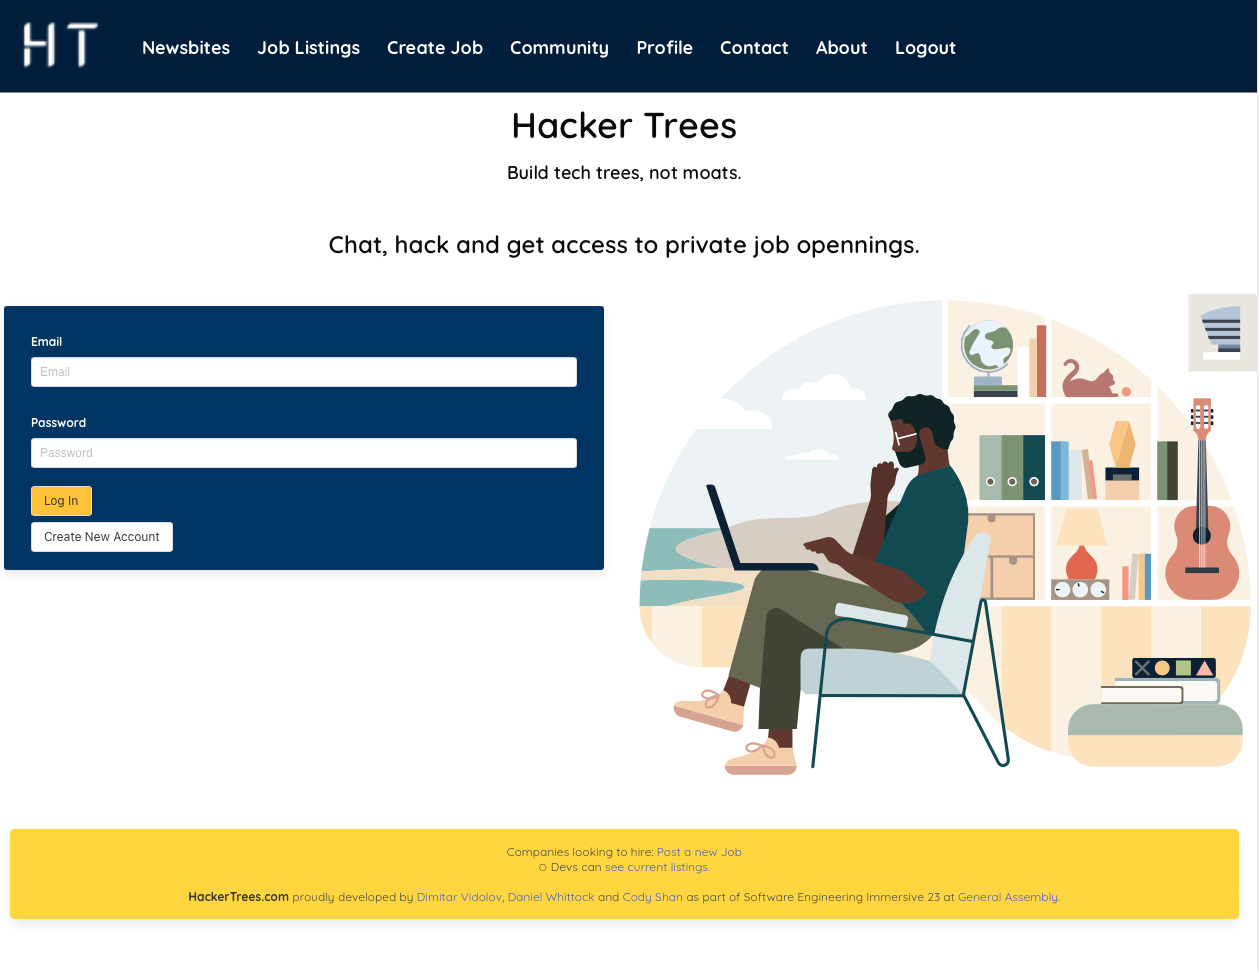 HT
Newsbites Job Listings Create Job Community Profile Contact About Logout
Hacker Trees
Build tech trees, not moats.
Chat, hack and get access to private job opennings.
Email
Email
Password
Password
Log In
Create New Account
Companies looking to hire: Post a new Job
○ Devs can see current listings.
HackerTrees.com proudly developed by Dimitar Vidolov, Daniel Whittock and Cody Shan as part of Software Engineering Immersive 23 at General Assembly.